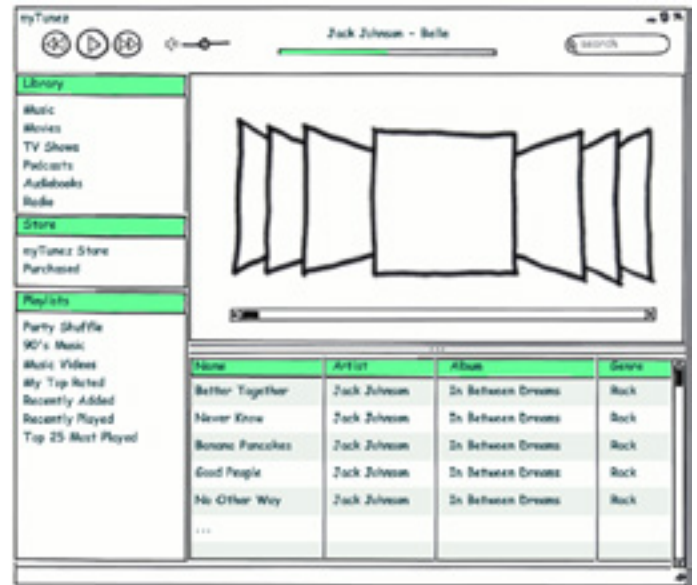 myTunez
Jack Johnson - Belle
search
Library
Music
Movies
TV Shows
Podcasts
Audiobooks
Radio
Store
myTunez Store
Purchased
Playlists
Party Shuffle
90's Music
Music Videos
My Top Rated
Recently Added
Recently Played
Top 25 Most Played
Name Artist Album Genre
Better Together Jack Johnson In Between Dreams Rock
Never Know Jack Johnson In Between Dreams Rock
Banana Pancakes Jack Johnson In Between Dreams Rock
Good People Jack Johnson In Between Dreams Rock
No Other Way Jack Johnson In Between Dreams Rock
...